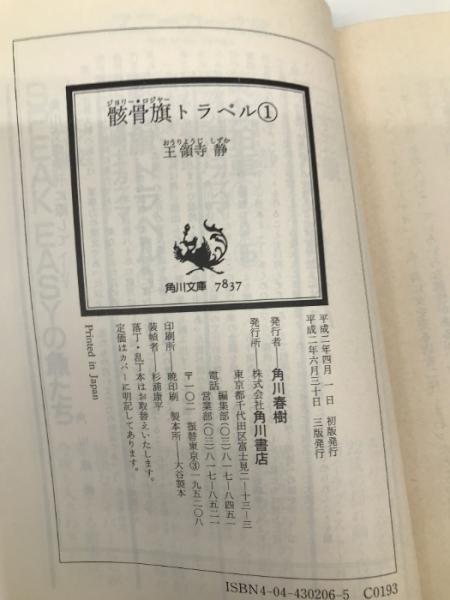 ジョリー・ロジャー
骸骨旗トラベル①
おうりょうじ しずか
王領寺 静
角川文庫 7837
平成二年四月一日 初版発行
平成二年六月三十日 三版発行
発行者——角川春樹
発行所——株式会社角川書店
東京都千代田区富士見二—十三—三
電話 編集部(〇三)八一七—八四五一
営業部(〇三)八一七—八五二一
〒一〇二 振替東京③一九五二〇八
印刷所——暁印刷 製本所——大谷製本
装幀者——杉浦康平
落丁・乱丁本はお取替えいたします。
定価はカバーに明記してあります。
Printed in Japan
ISBN4-04-430206-5 C0193